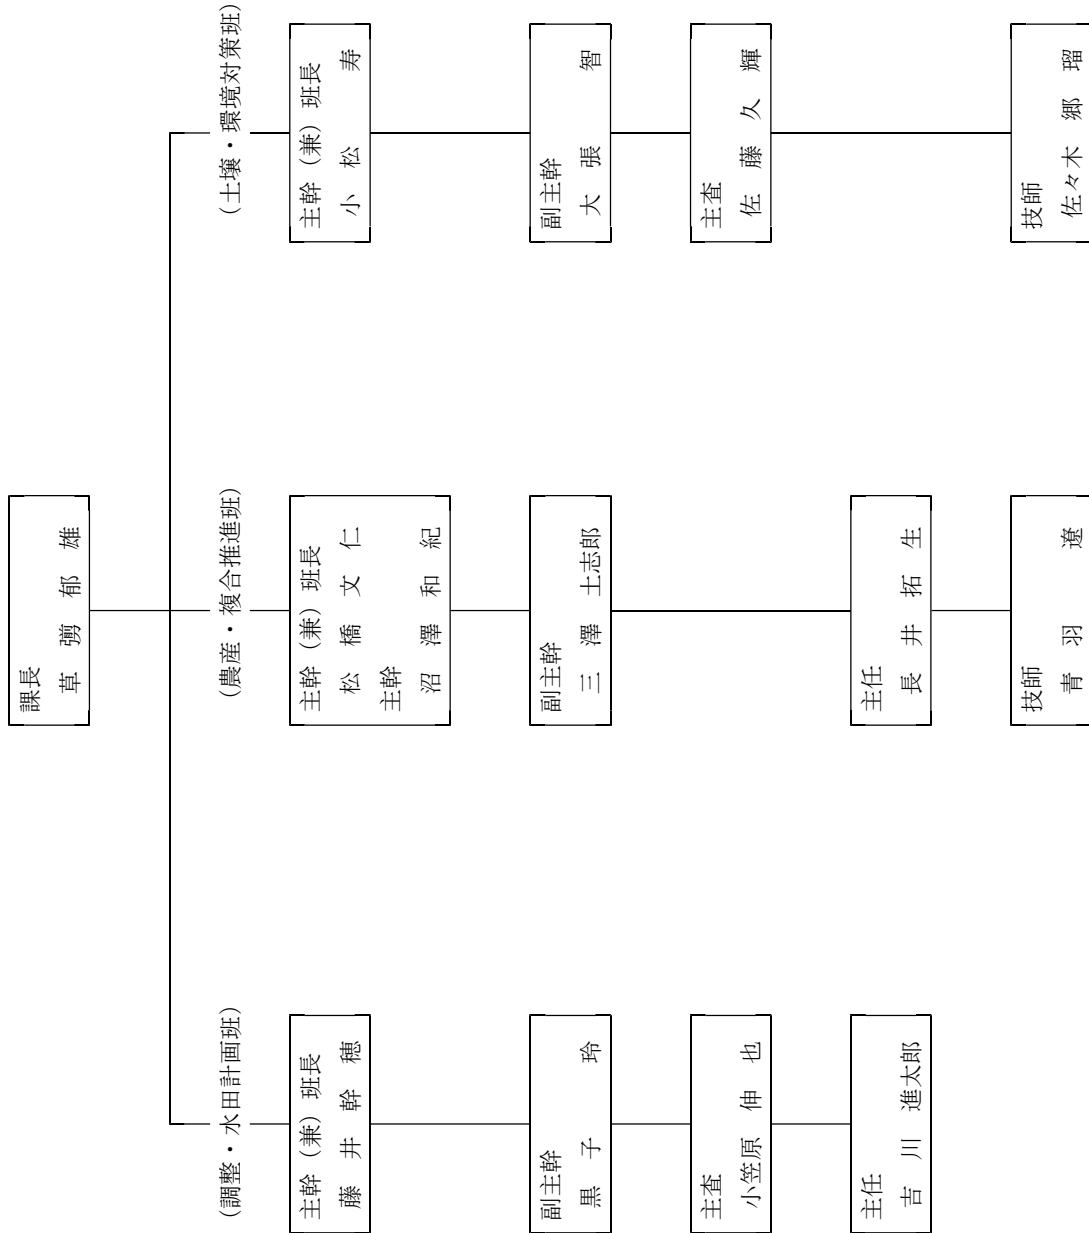 課長
草彅郁雄
(調整・水田計画班)
主幹(兼)班長
藤井幹穂
副主幹
黒子玲
主査
小笠原伸也
主任
吉川進太郎
(農産・複合推進班)
主幹(兼)班長
松橋文仁
主幹
沼澤和紀
副主幹
三澤土志郎
主任
長井拓生
技師
青羽遼
(土壌・環境対策班)
主幹(兼)班長
小松寿
副主幹
大張智
主査
佐藤久輝
技師
佐々木郷瑠